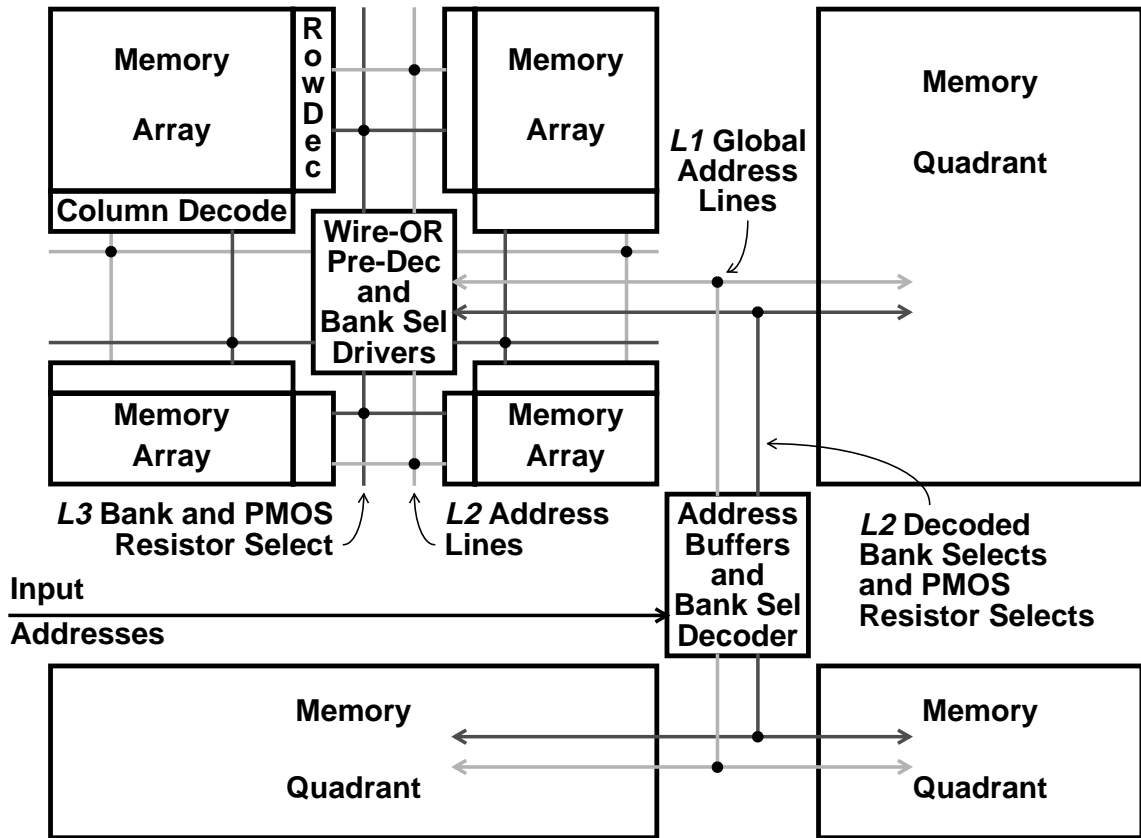 Memory
Array
RowDec
Memory
Array
Memory
Quadrant
L1 Global
Address
Lines
Column Decode
Wire-OR
Pre-Dec
and
Bank Sel
Drivers
Memory
Array
Memory
Array
L3 Bank and PMOS
Resistor Select
L2 Address
Lines
Address
Buffers
and
Bank Sel
Decoder
L2 Decoded
Bank Selects
and PMOS
Resistor Selects
Input
Addresses
Memory
Quadrant
Memory
Quadrant